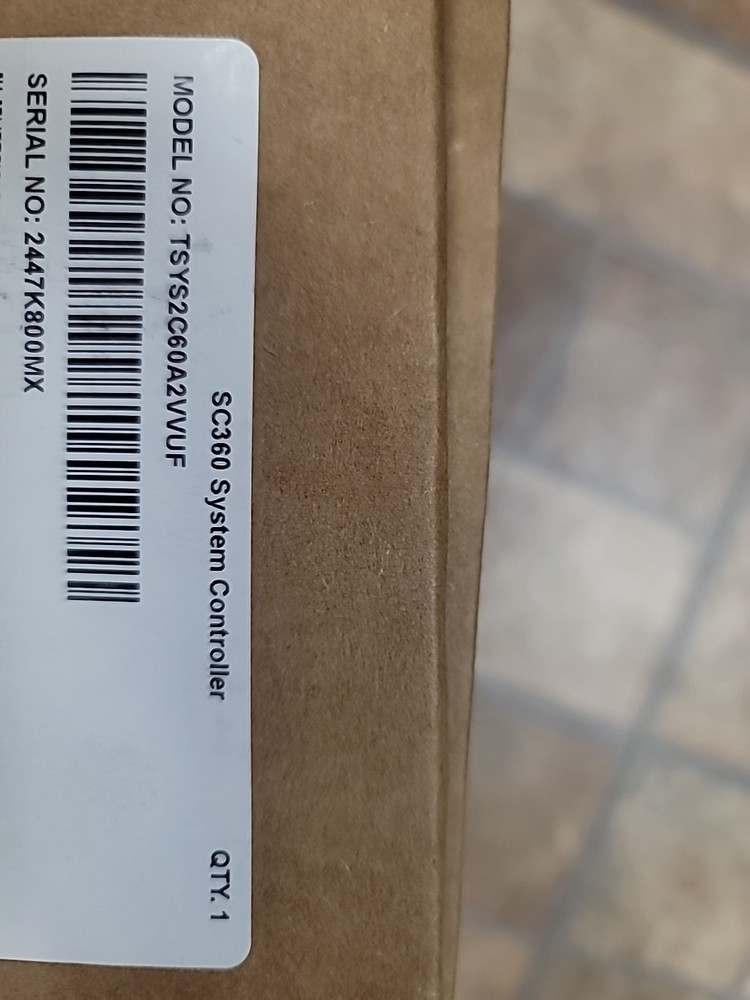 SC360 System Controller QTY. 1
MODEL NO: TSYS2C60A2VVUF
SERIAL NO: 2447K800MX